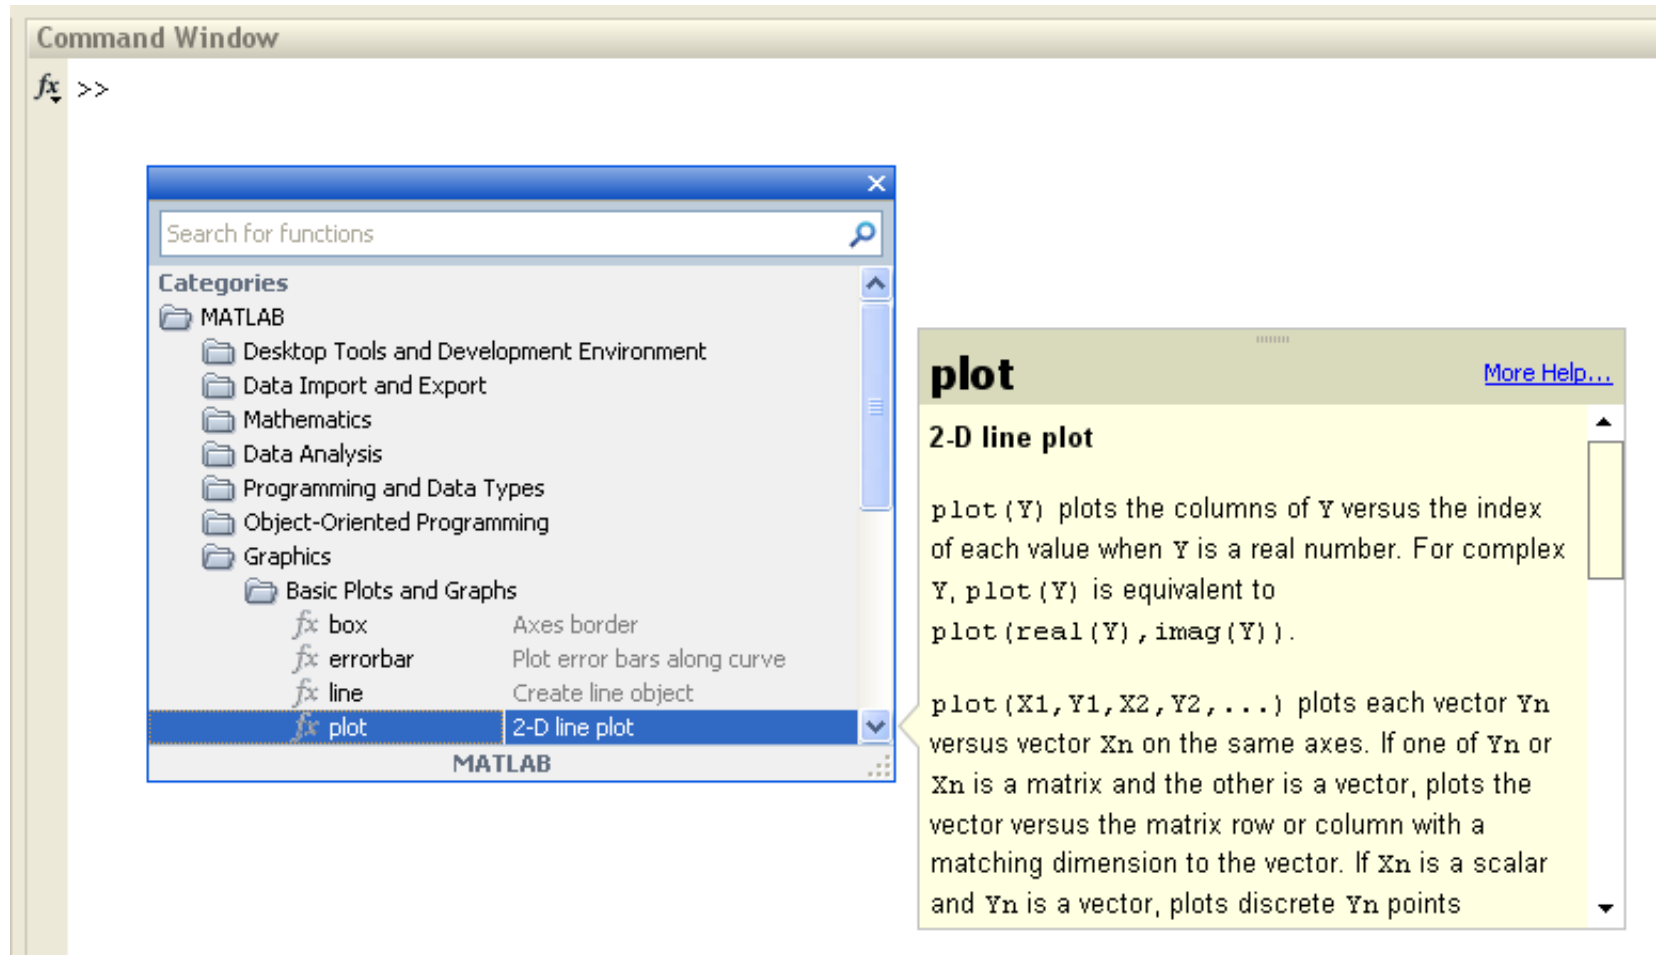 Command Window
fx >>
Search for functions
Categories
MATLAB
Desktop Tools and Development Environment
Data Import and Export
Mathematics
Data Analysis
Programming and Data Types
Object-Oriented Programming
Graphics
Basic Plots and Graphs
fx box Axes border
fx errorbar Plot error bars along curve
fx line Create line object
fx plot 2-D line plot
MATLAB
plot More Help...
2-D line plot
plot(Y) plots the columns of Y versus the index
of each value when Y is a real number. For complex
Y, plot(Y) is equivalent to
plot(real(Y),imag(Y)).
plot(X1,Y1,X2,Y2,...) plots each vector Yn
versus vector Xn on the same axes. If one of Yn or
Xn is a matrix and the other is a vector, plots the
vector versus the matrix row or column with a
matching dimension to the vector. If Xn is a scalar
and Yn is a vector, plots discrete Yn points